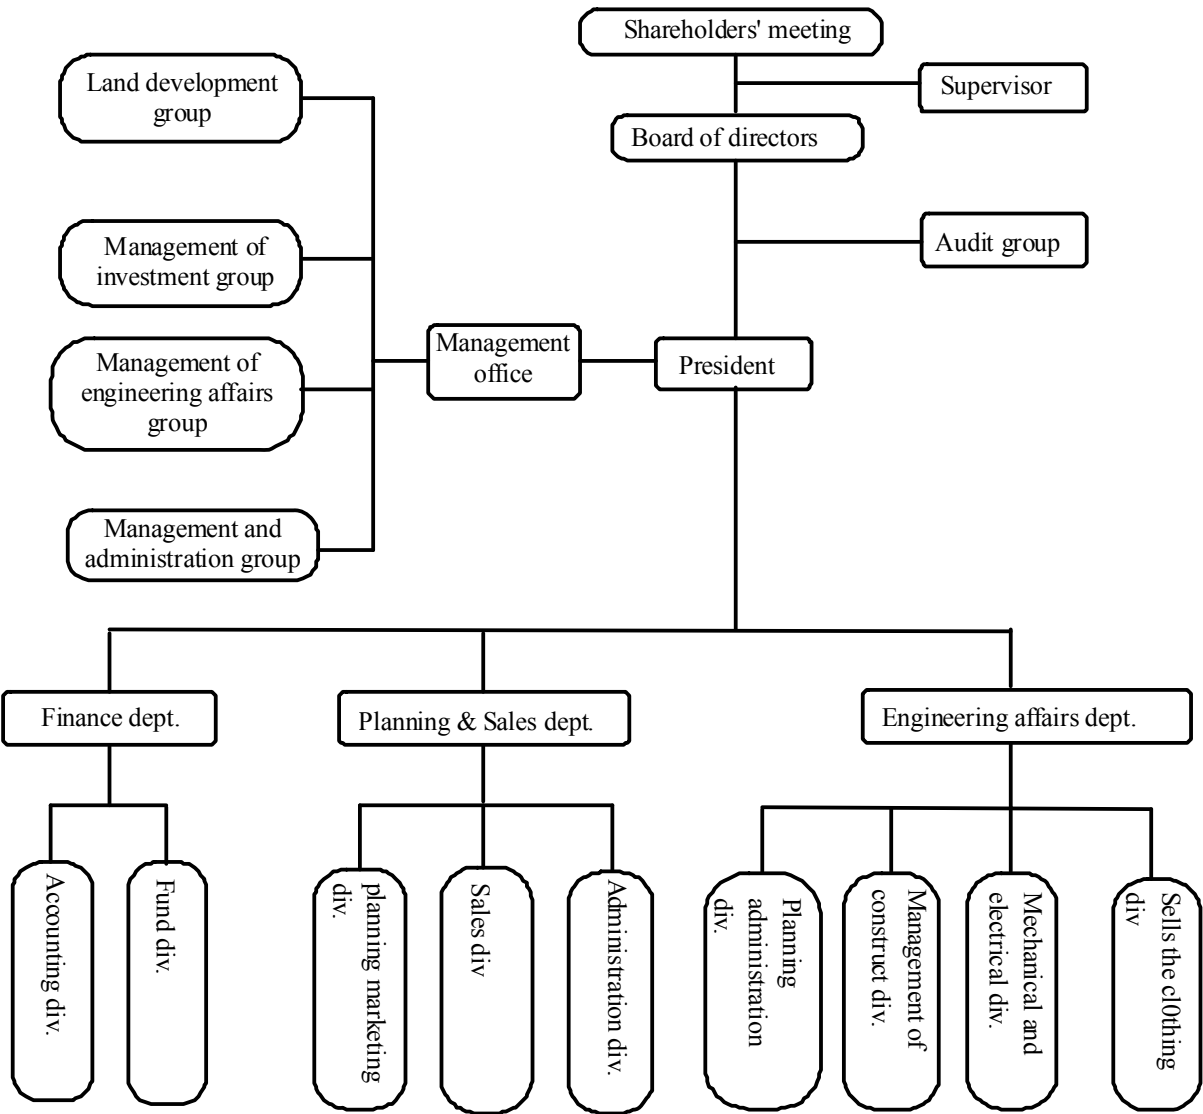 Shareholders' meeting
Land development
group
Supervisor
Board of directors
Management of
investment group
Audit group
Management
office
President
Management of
engineering affairs
group
Management and
administration group
Finance dept.
Planning & Sales dept.
Engineering affairs dept.
Accounting div.
Fund div.
planning marketing
div.
Sales div
Administration div.
Planning
administration
div.
Management of
construct div.
Mechanical and
electrical div.
Sells the cl0thing
div